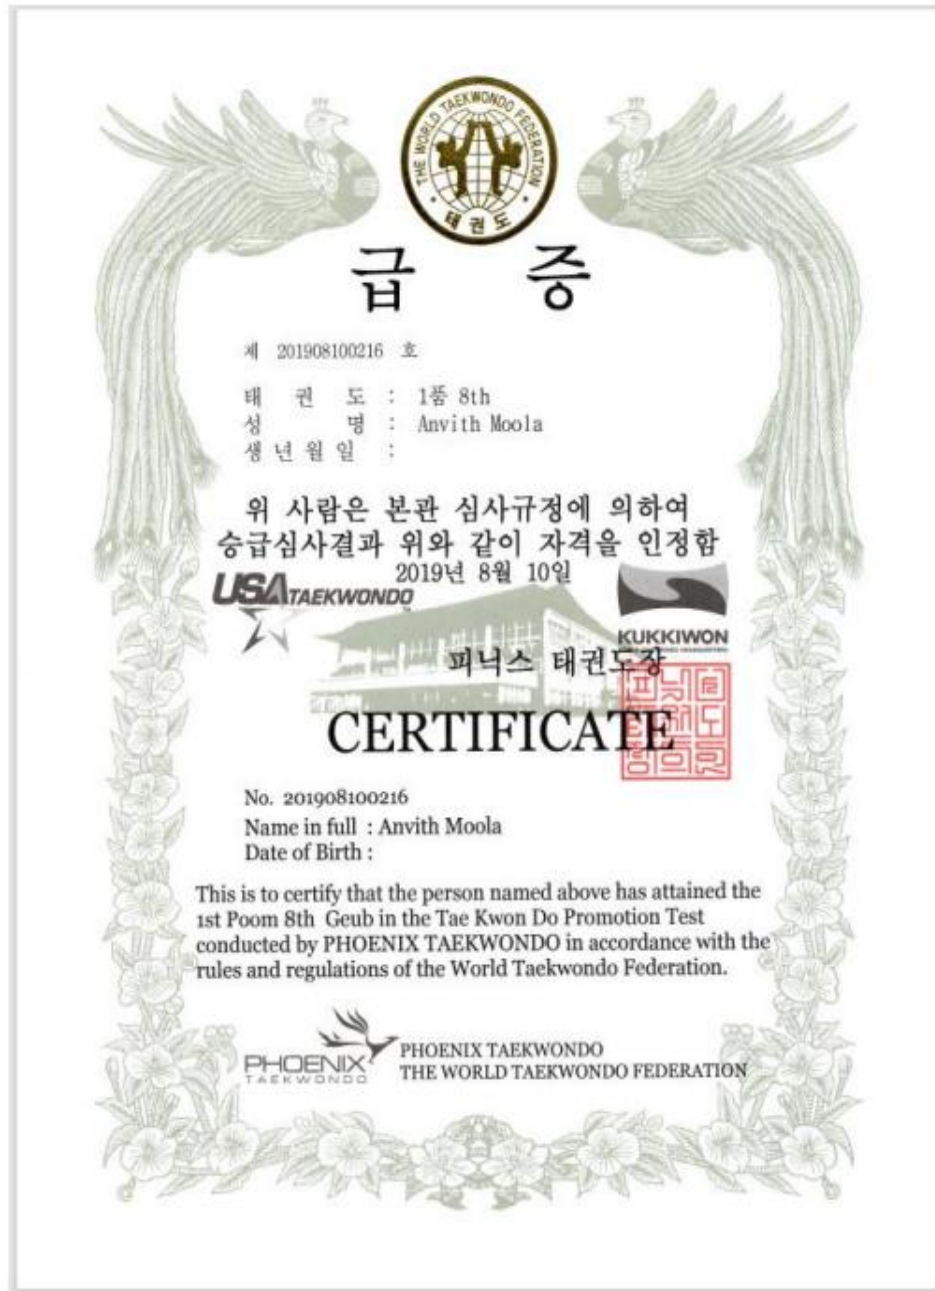 THE WORLD TAEKWONDO FEDERATION
태권도
급 증
제 201908100216 호
태 권 도 : 1품 8th
성 명 : Anvith Moola
생년월일 :
위 사람은 본관 심사규정에 의하여
승급심사결과 위와 같이 자격을 인정함
2019년 8월 10일
USA TAEKWONDO
KUKKIWON
피닉스 태권도장
CERTIFICATE
No. 201908100216
Name in full : Anvith Moola
Date of Birth :
This is to certify that the person named above has attained the
1st Poom 8th Geub in the Tae Kwon Do Promotion Test
conducted by PHOENIX TAEKWONDO in accordance with the
rules and regulations of the World Taekwondo Federation.
PHOENIX
TAEKWONDO
PHOENIX TAEKWONDO
THE WORLD TAEKWONDO FEDERATION